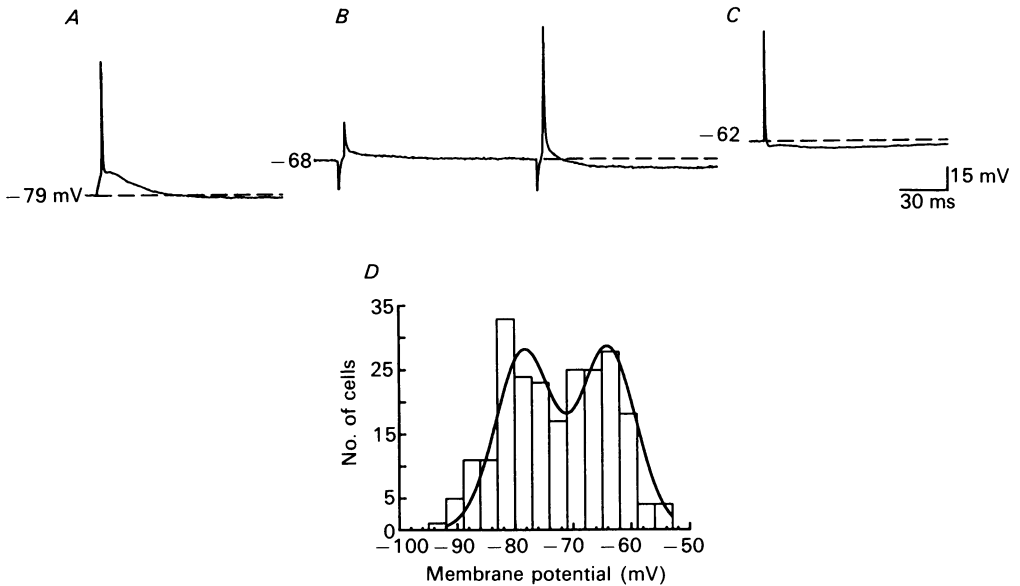 A
B
C
−79 mV
−68
−62
15 mV
30 ms
D
No. of cells
35
25
15
5
0
−100 −90 −80 −70 −60 −50
Membrane potential (mV)